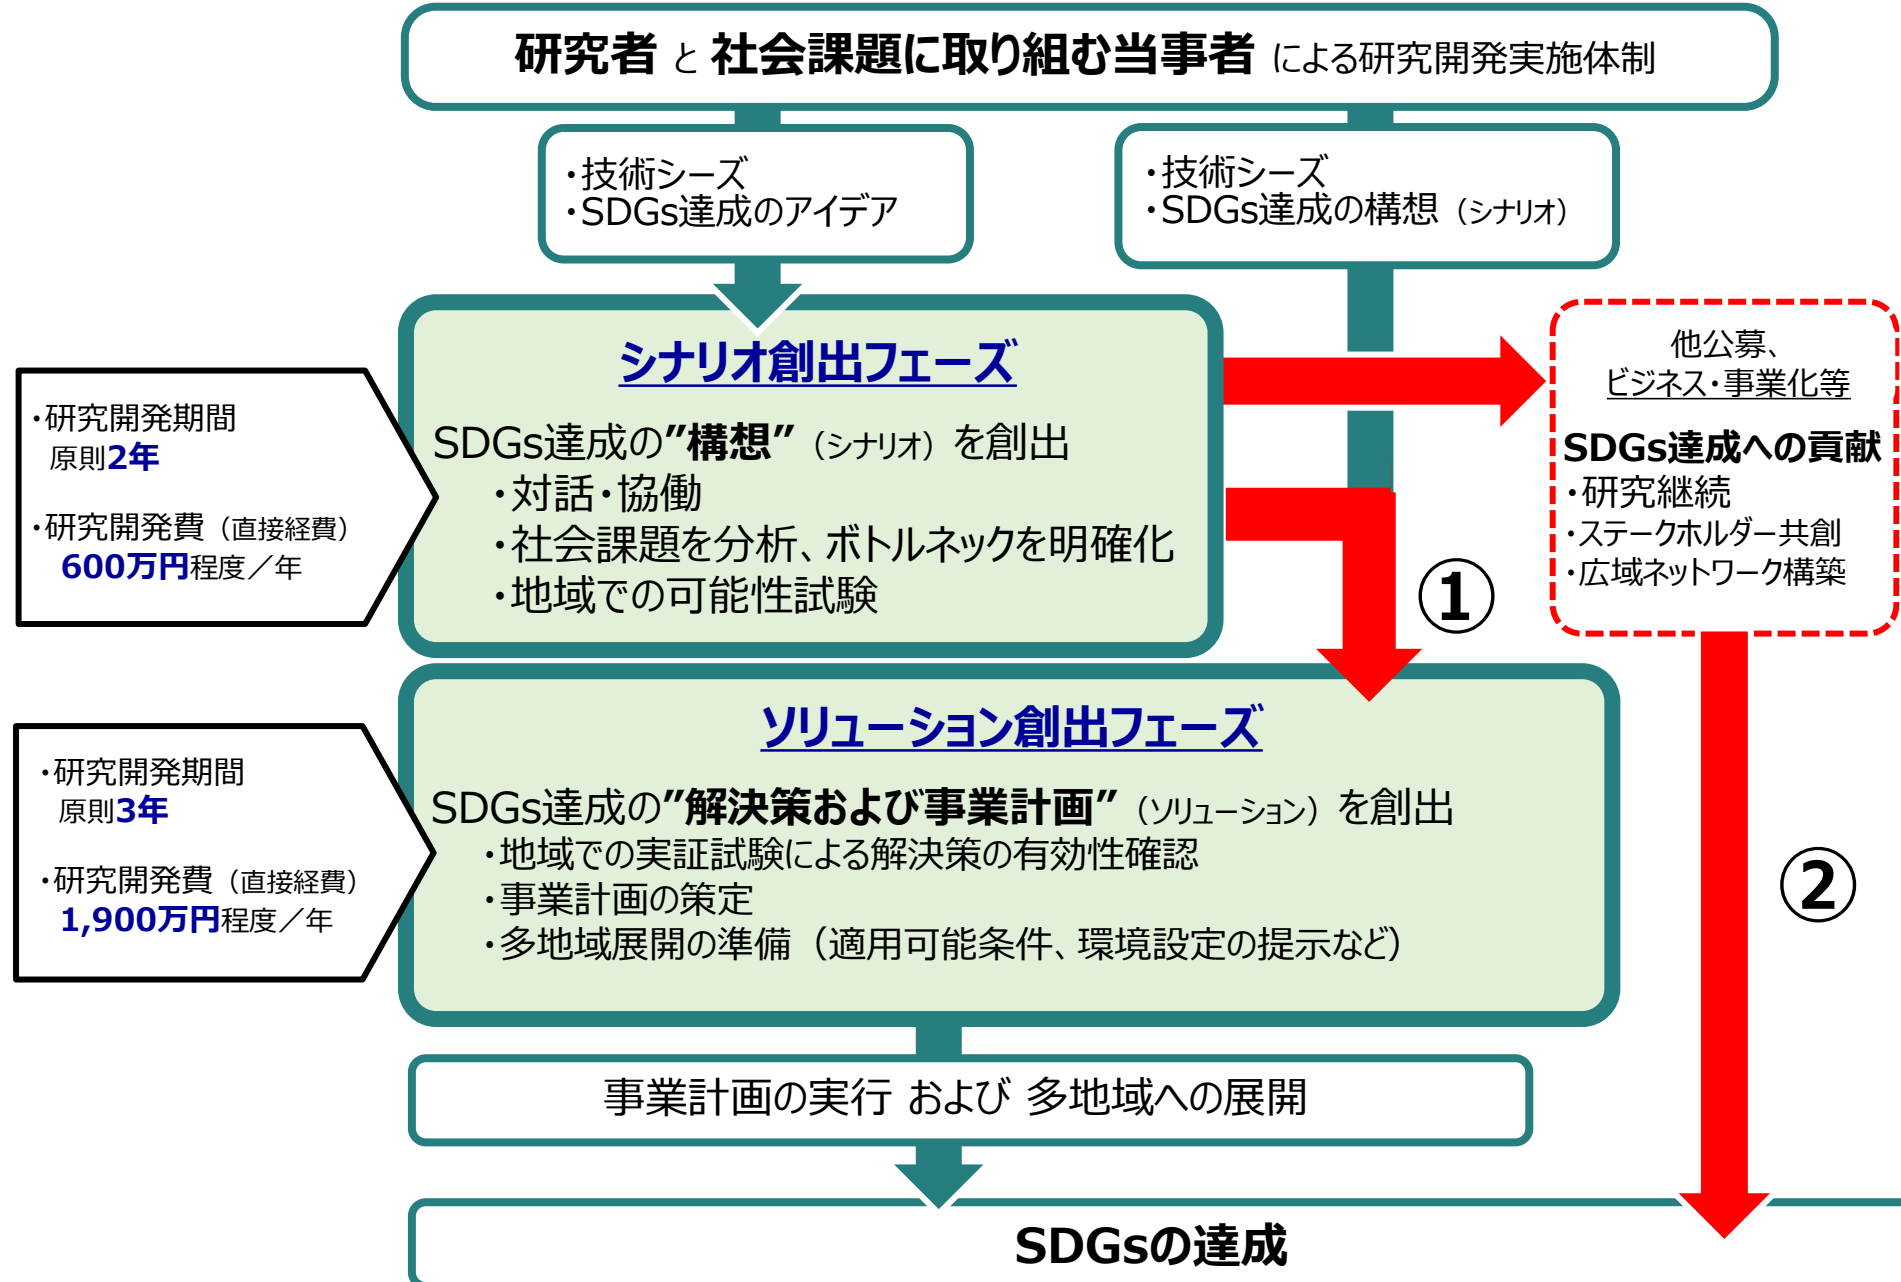 研究者 と 社会課題に取り組む当事者 による研究開発実施体制
・技術シーズ
・SDGs達成のアイデア
・技術シーズ
・SDGs達成の構想（シナリオ）
シナリオ創出フェーズ
SDGs達成の”構想”（シナリオ）を創出
・対話・協働
・社会課題を分析、ボトルネックを明確化
・地域での可能性試験
・研究開発期間
原則2年
・研究開発費（直接経費）
600万円程度／年
他公募、
ビジネス・事業化等
SDGs達成への貢献
・研究継続
・ステークホルダー共創
・広域ネットワーク構築
①
ソリューション創出フェーズ
SDGs達成の”解決策および事業計画”（ソリューション）を創出
・地域での実証試験による解決策の有効性確認
・事業計画の策定
・多地域展開の準備（適用可能条件、環境設定の提示など）
・研究開発期間
原則3年
・研究開発費（直接経費）
1,900万円程度／年
②
事業計画の実行 および 多地域への展開
SDGsの達成